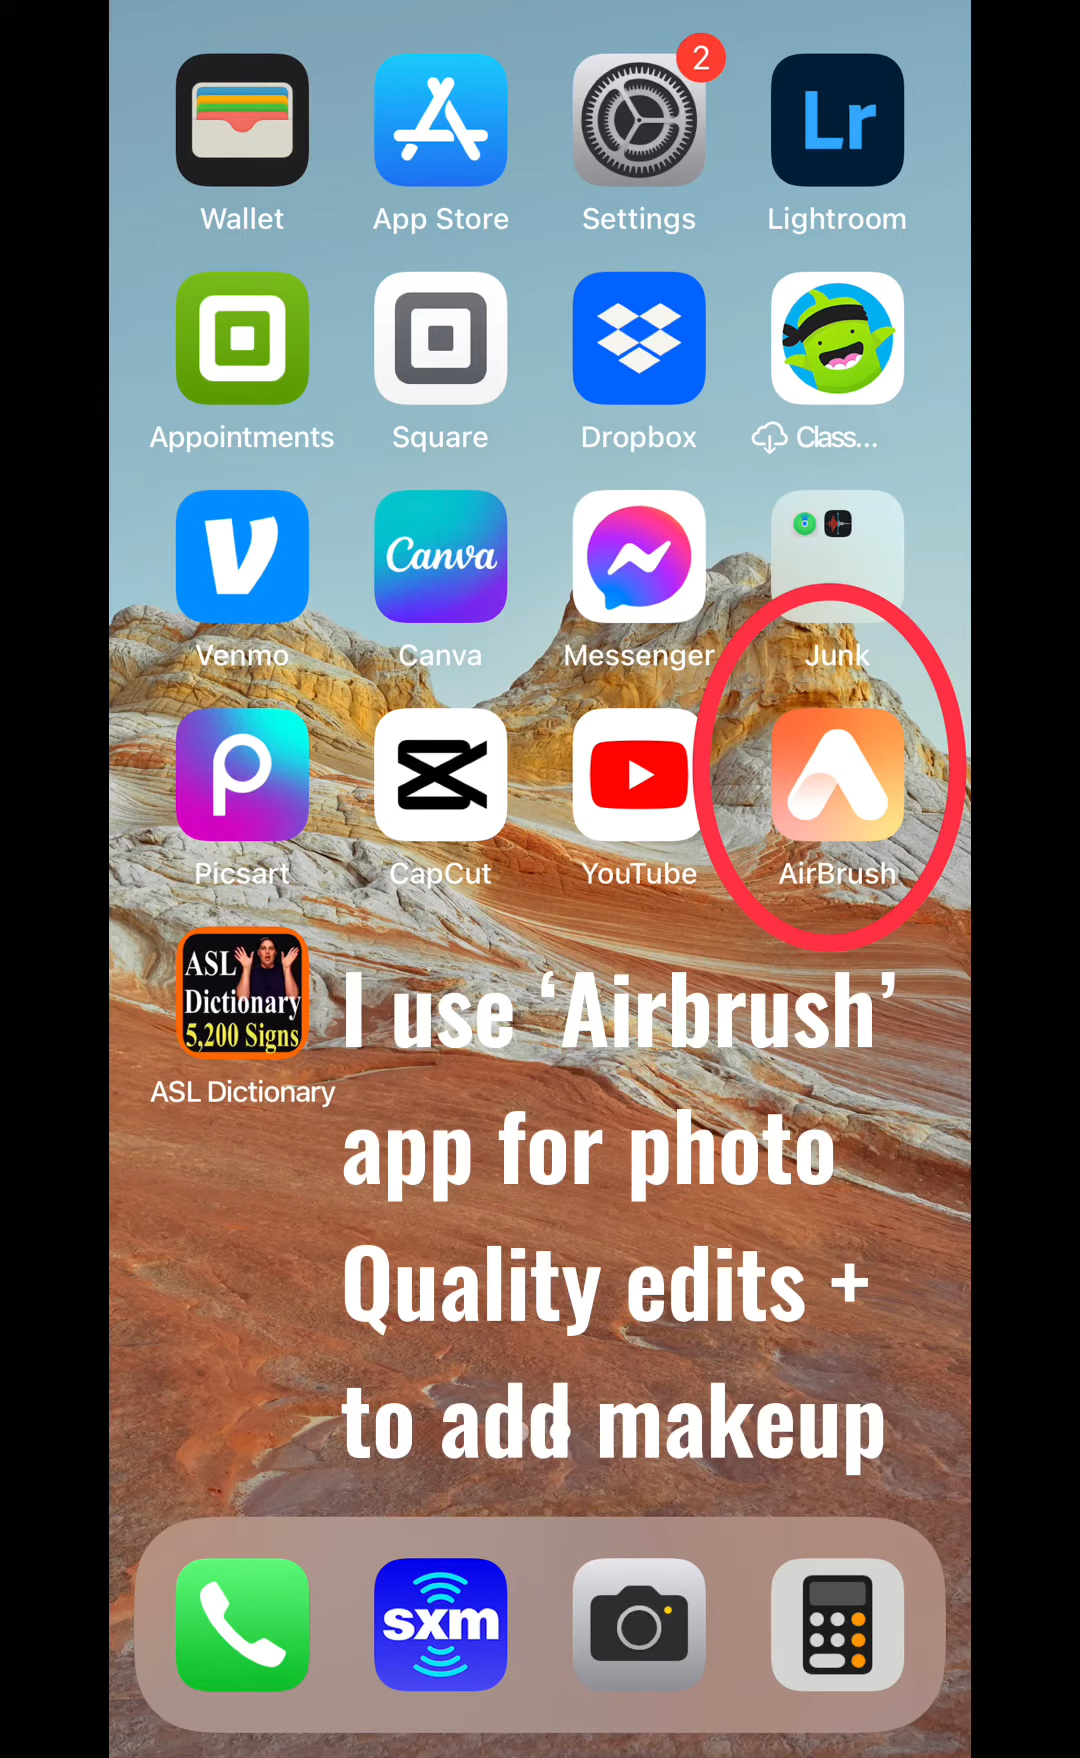 2
Lr
Wallet
App Store
Settings
Lightroom
Appointments
Square
Dropbox
Class...
Canva
Venmo
Canva
Messenger
Junk
Picsart
CapCut
YouTube
AirBrush
ASL
Dictionary
5,200 Signs
ASL Dictionary
I use ‘Airbrush’
app for photo
Quality edits +
to add makeup
sxm